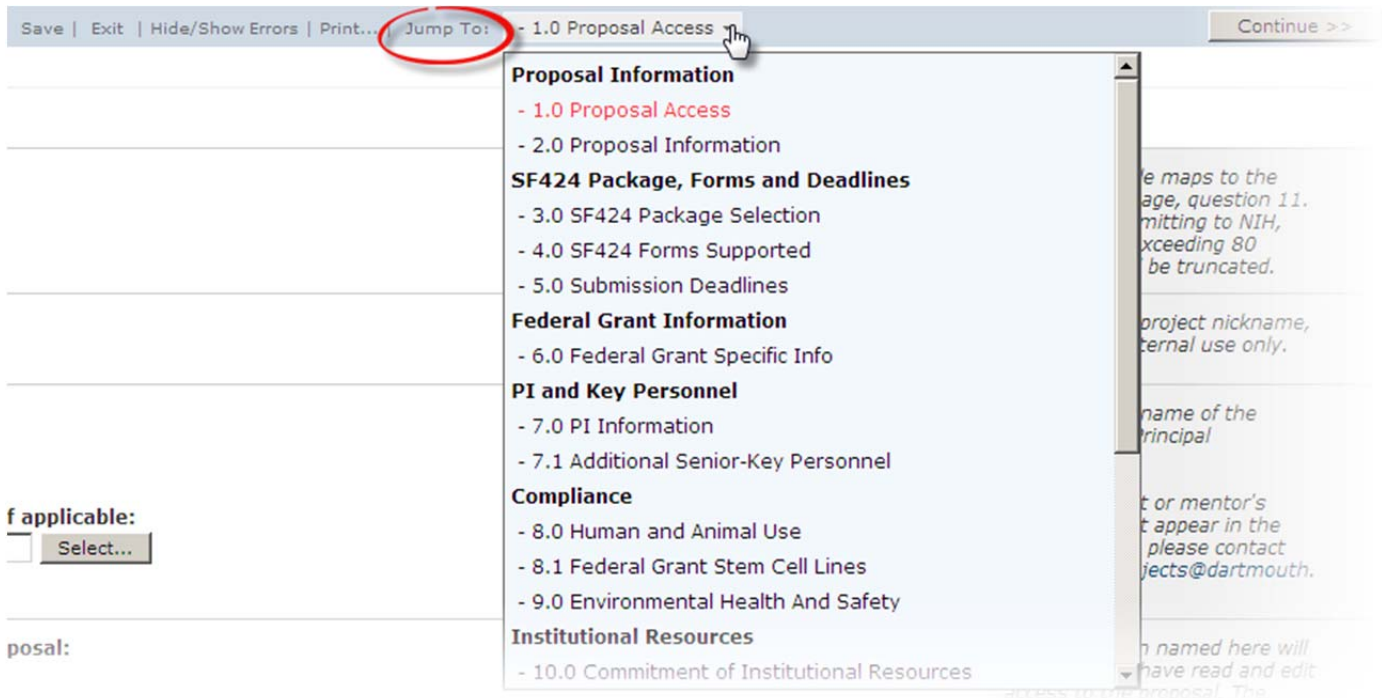 Save | Exit | Hide/Show Errors | Print... | Jump To: - 1.0 Proposal Access Continue >>
Proposal Information
- 1.0 Proposal Access
- 2.0 Proposal Information
SF424 Package, Forms and Deadlines
- 3.0 SF424 Package Selection
- 4.0 SF424 Forms Supported
- 5.0 Submission Deadlines
Federal Grant Information
- 6.0 Federal Grant Specific Info
PI and Key Personnel
- 7.0 PI Information
- 7.1 Additional Senior-Key Personnel
Compliance
- 8.0 Human and Animal Use
- 8.1 Federal Grant Stem Cell Lines
- 9.0 Environmental Health And Safety
Institutional Resources
- 10.0 Commitment of Institutional Resources
f applicable:
Select...
posal:
maps to the
age, question 11.
mitting to NIH,
xceeding 80
be truncated.
project nickname,
ternal use only.
name of the
rincipal
t or mentor's
t appear in the
please contact
jects@dartmouth.
n named here will
have read and edit
access to the proposal. The